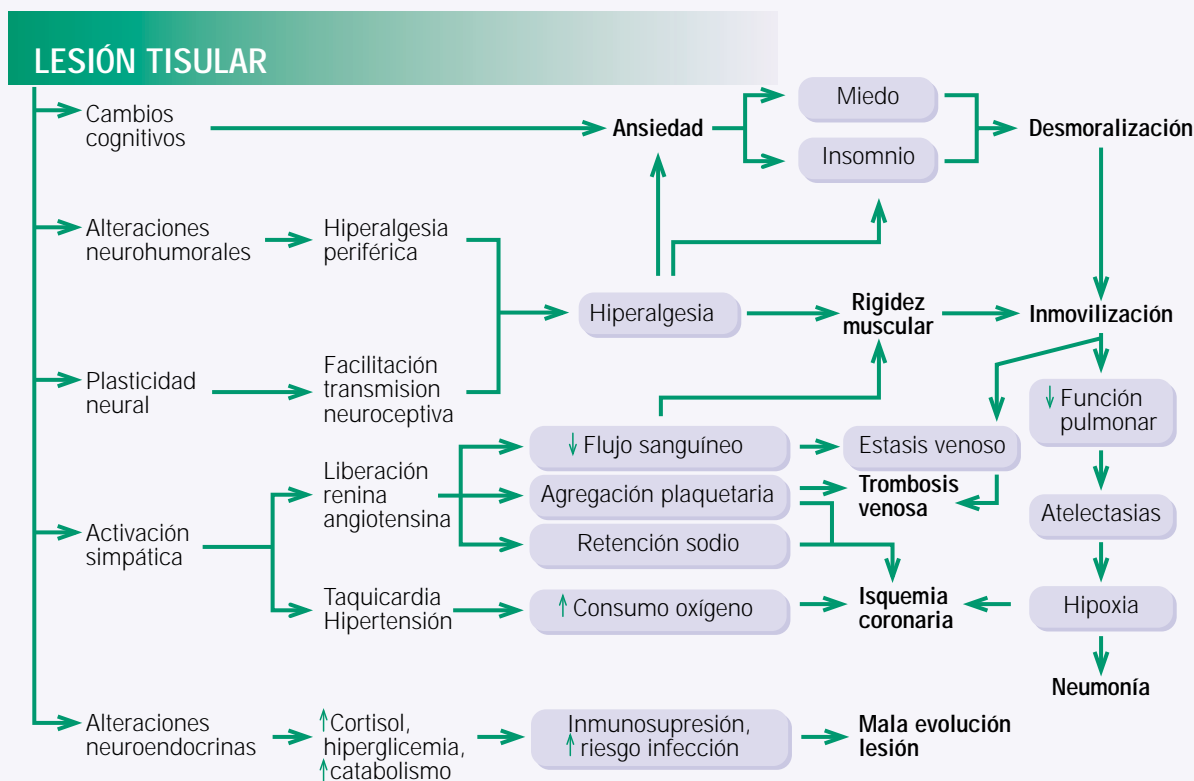 LESIÓN TISULAR
Cambios
cognitivos
Ansiedad
Miedo
Insomnio
Desmoralización
Alteraciones
neurohumorales
Hiperalgesia
periférica
Hiperalgesia
Rigidez
muscular
Inmovilización
Plasticidad
neural
Facilitación
transmision
neuroceptiva
↓ Función
pulmonar
Activación
simpática
Liberación
renina
angiotensina
↓ Flujo sanguíneo
Estasis venoso
Agregación plaquetaria
Trombosis
venosa
Atelectasias
Retención sodio
Taquicardia
Hipertensión
↑ Consumo oxígeno
Isquemia
coronaria
Hipoxia
Neumonía
Alteraciones
neuroendocrinas
↑Cortisol,
hiperglicemia,
↑catabolismo
Inmunosupresión,
↑riesgo infección
Mala evolución
lesión